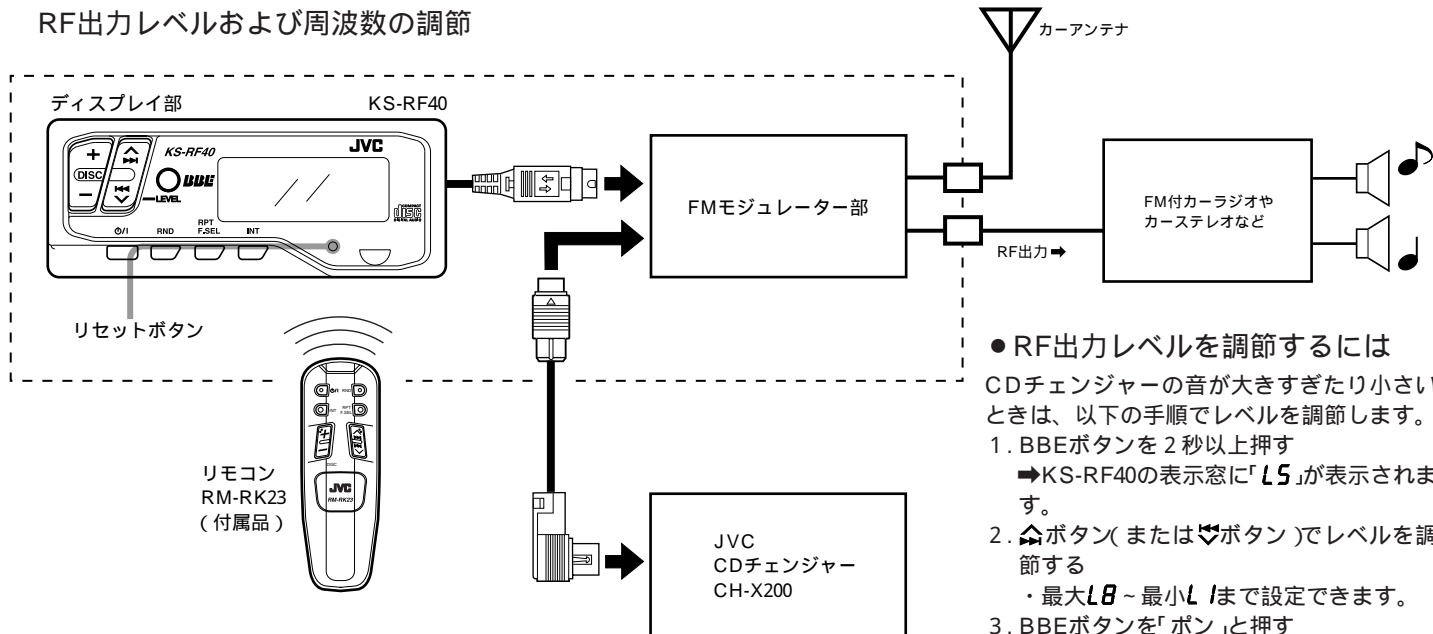 RF出力レベルおよび周波数の調節
カーアンテナ
ディスプレイ部
KS-RF40
JVC
KS-RF40
DISC
BBE
LEVEL
COMPACT
disc
DIGITAL AUDIO
RPT
⏻/I RND F.SEL INT
リセットボタン
FMモジュレーター部
RF出力➡
FM付カーラジオや
カーステレオなど
リモコン
RM-RK23
(付属品)
RND
INT
RPT
F.SEL
DISC
JVC
RM-RK23
JVC
CDチェンジャー
CH-X200
●RF出力レベルを調節するには
CDチェンジャーの音が大きすぎたり小さい
ときは、以下の手順でレベルを調節します。
1. BBEボタンを2秒以上押す
➡KS-RF40の表示窓に「L5」が表示されま
す。
2. ボタン(またはボタン)でレベルを調
節する
・最大L8~最小L1まで設定できます。
3. BBEボタンを「ポン」と押す